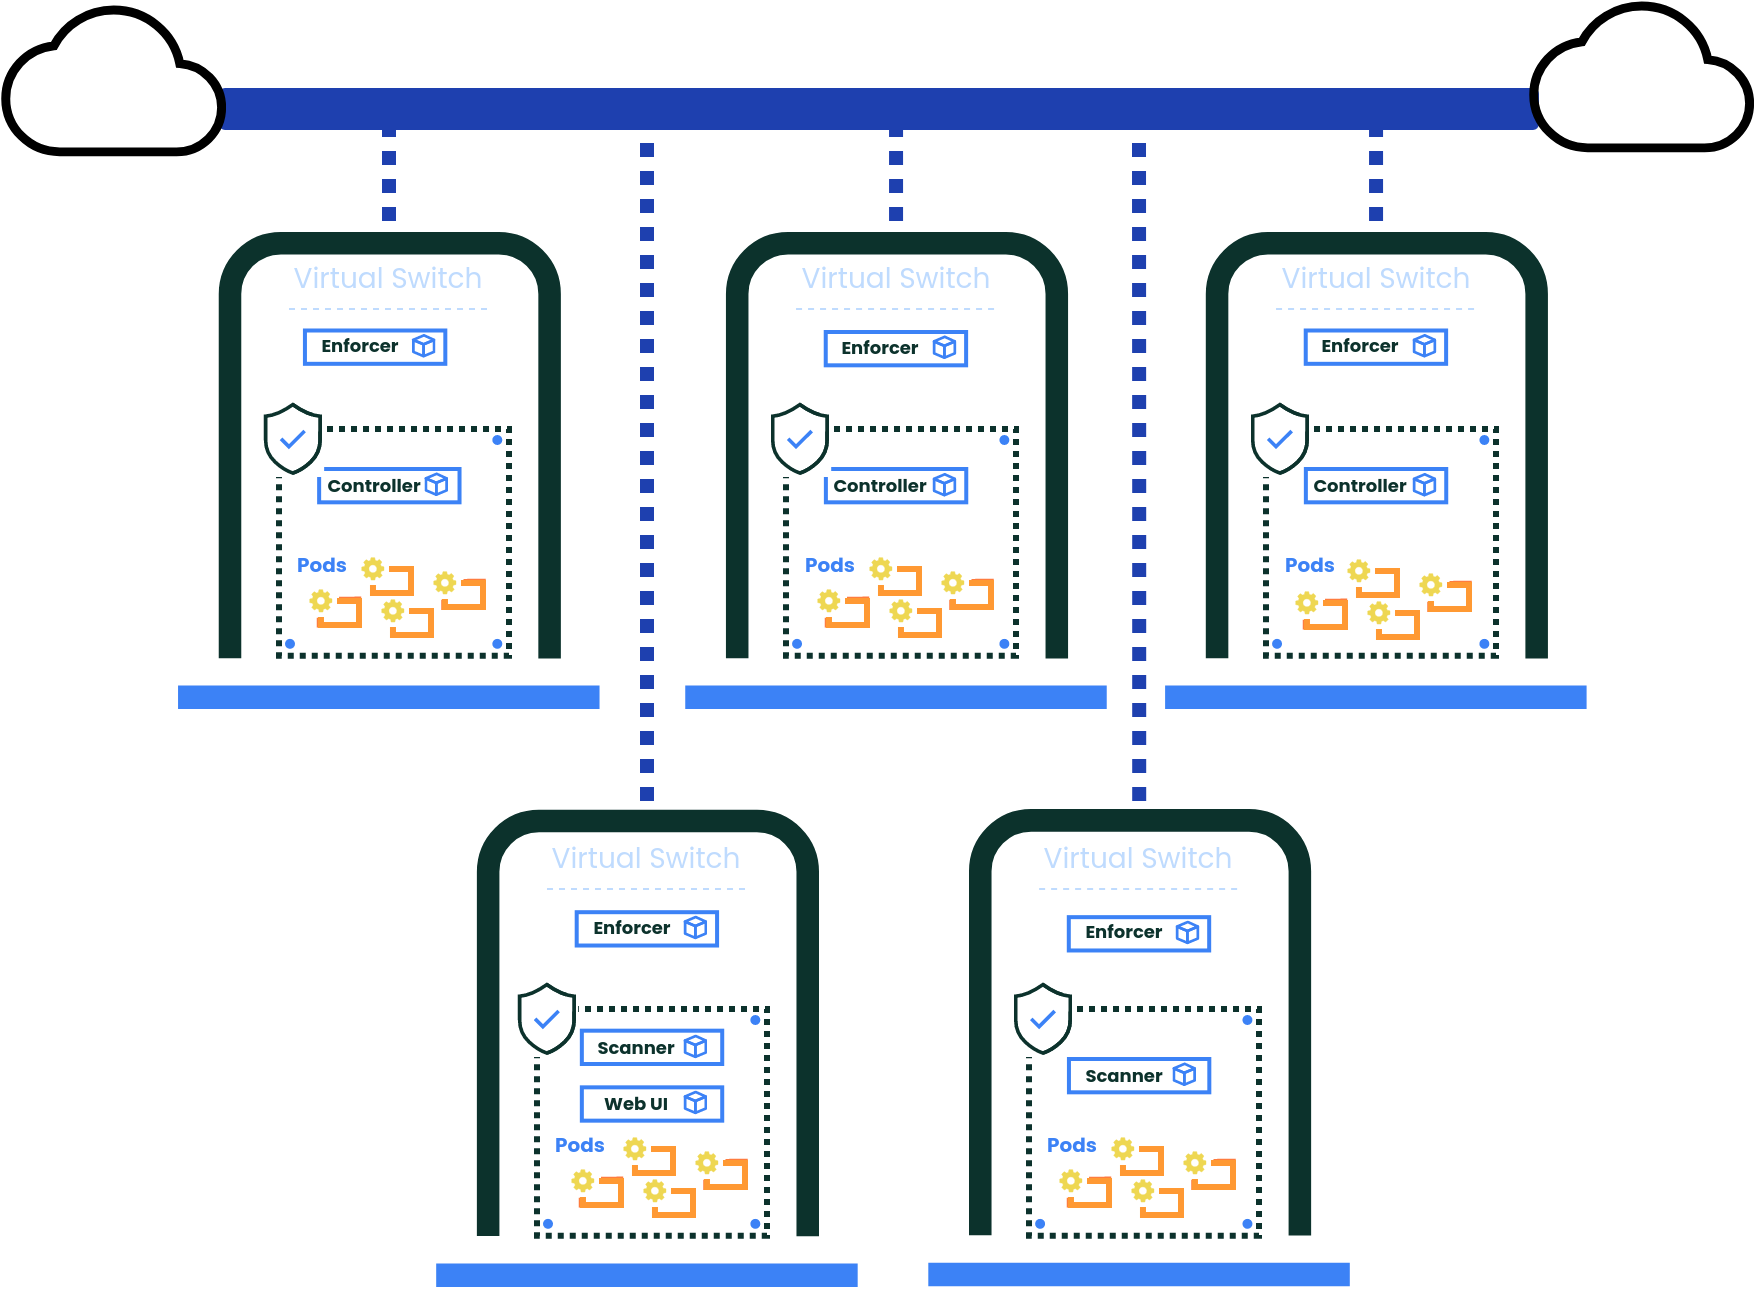 Virtual Switch
Enforcer
Controller
Pods
Virtual Switch
Enforcer
Controller
Pods
Virtual Switch
Enforcer
Controller
Pods
Virtual Switch
Enforcer
Scanner
Web UI
Pods
Virtual Switch
Enforcer
Scanner
Pods